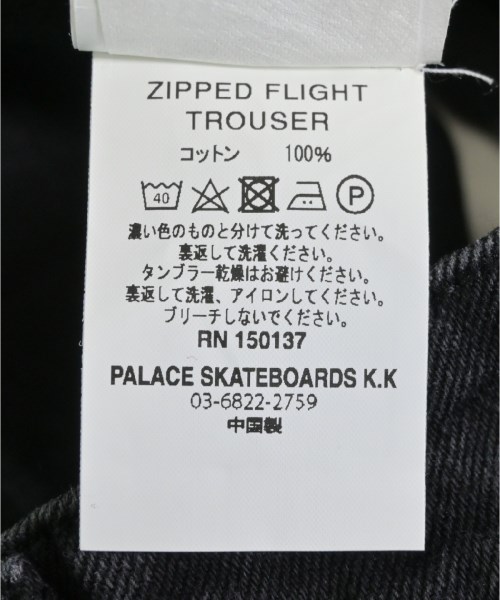 ZIPPED FLIGHT
TROUSER
コットン 100%
40 P
濃い色のものと分けて洗ってください。
裏返して洗濯ください。
タンブラー乾燥はお避けください。
裏返して洗濯、アイロンしてください。
ブリーチしないでください。
RN 150137
PALACE SKATEBOARDS K.K
03-6822-2759
中国製